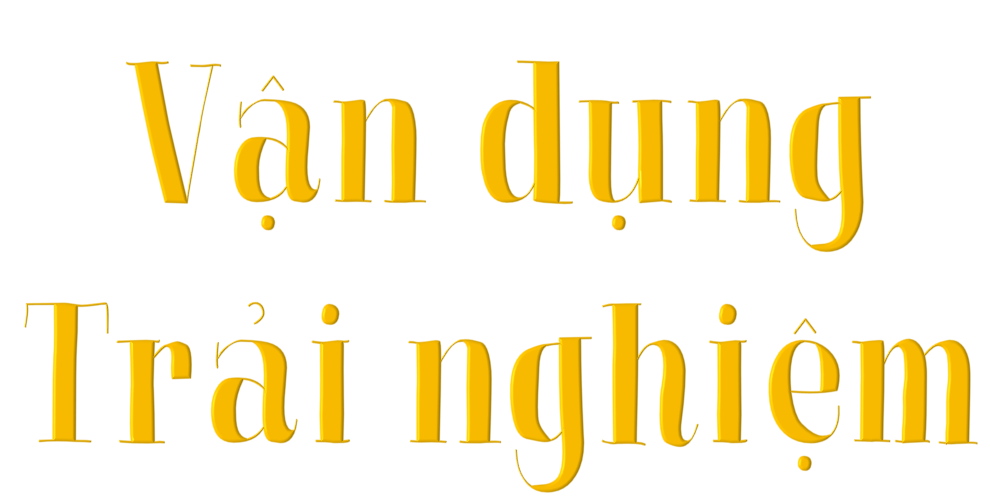 Vận dụng
Trải nghiệm